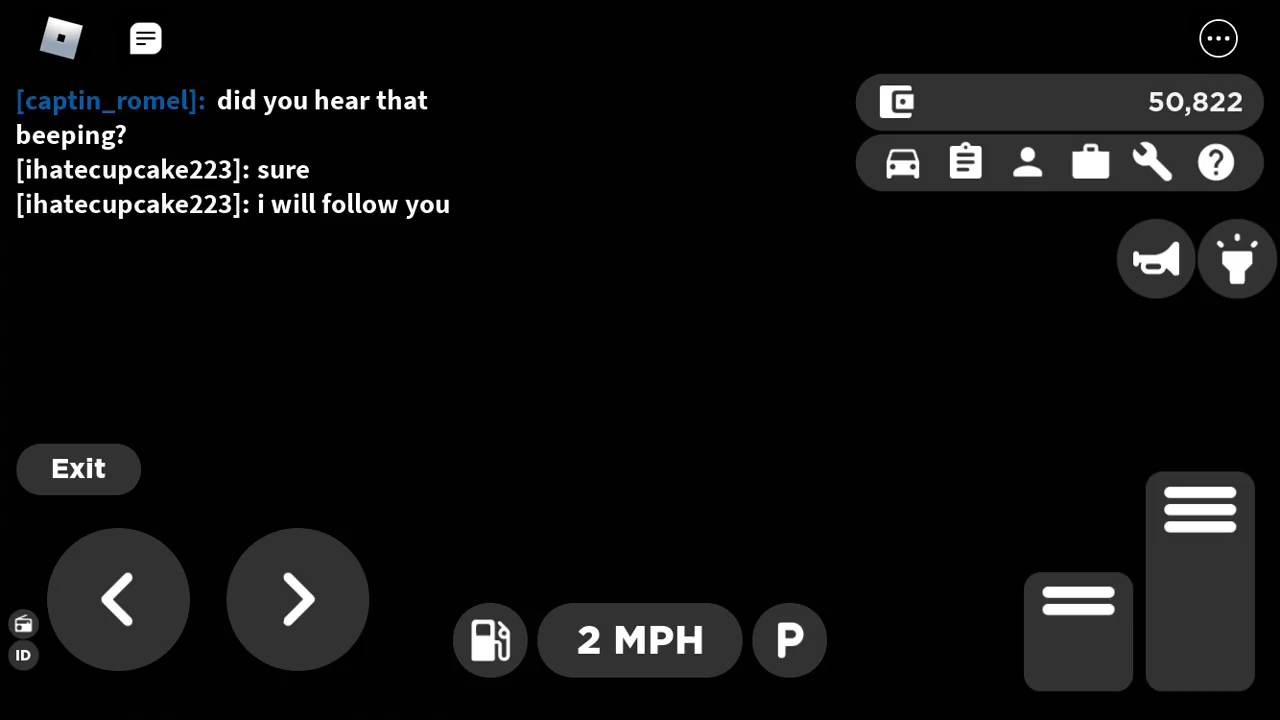 [captin_romel]: did you hear that
beeping?
[ihatecupcake223]: sure
[ihatecupcake223]: i will follow you
50,822
Exit
ID
2 MPH
P